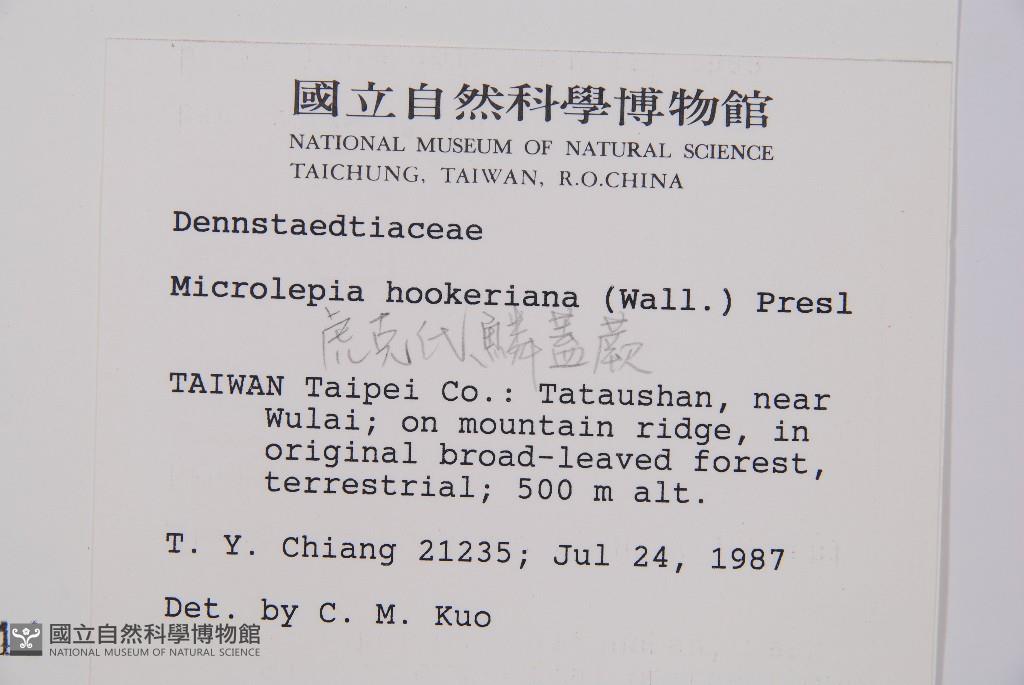 國立自然科學博物館
NATIONAL MUSEUM OF NATURAL SCIENCE
TAICHUNG, TAIWAN, R.O.CHINA
Dennstaedtiaceae
Microlepia hookeriana (Wall.) Presl
虎克氏鱗蓋蕨
TAIWAN Taipei Co.: Tataushan, near
Wulai; on mountain ridge, in
original broad-leaved forest,
terrestrial; 500 m alt.
T. Y. Chiang 21235; Jul 24, 1987
Det. by C. M. Kuo
國立自然科學博物館
NATIONAL MUSEUM OF NATURAL SCIENCE